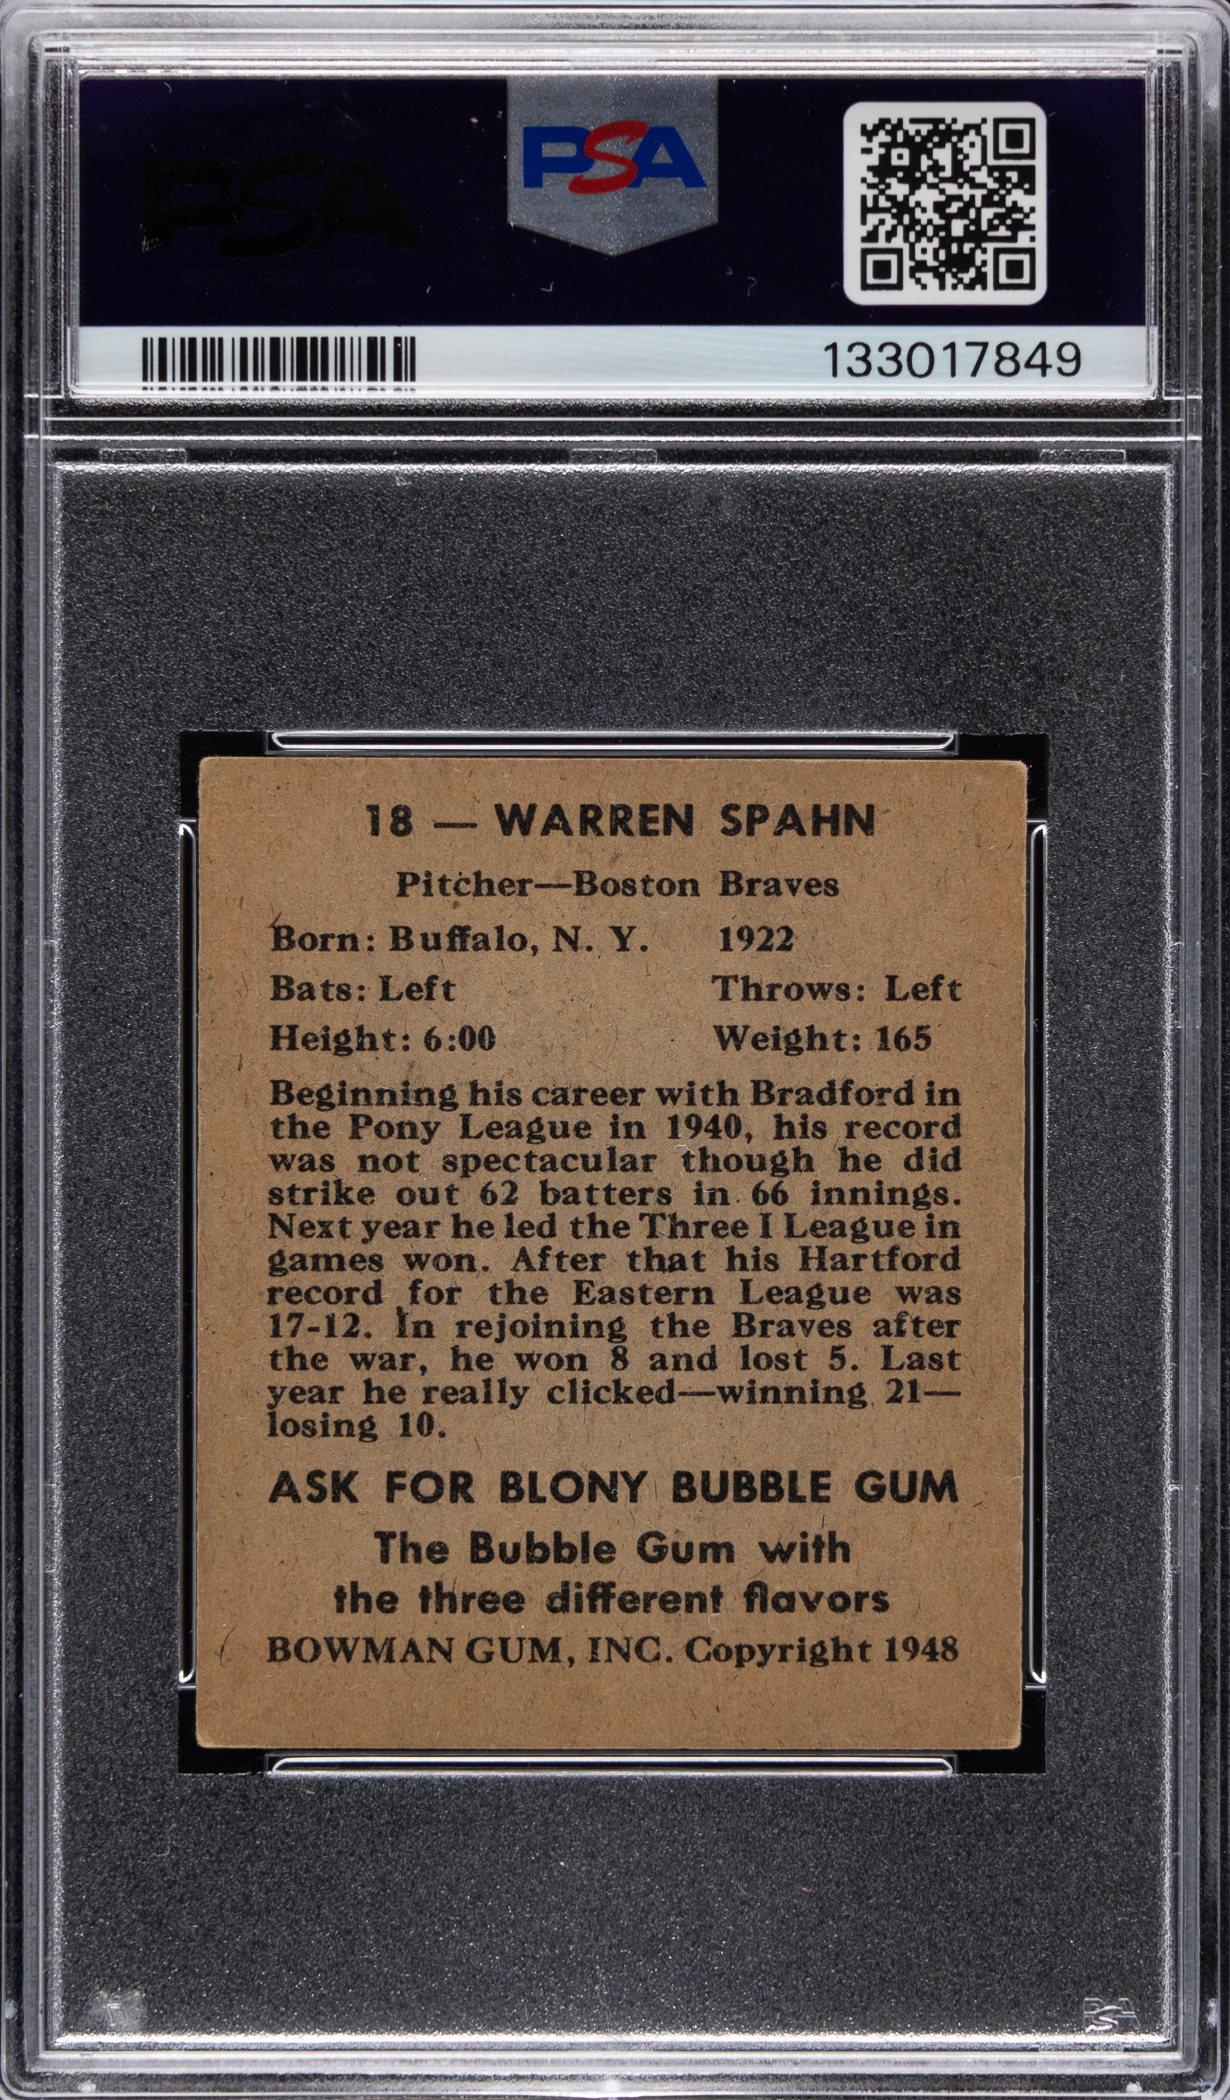 PSA
PSA
133017849
18 — WARREN SPAHN
Pitcher—Boston Braves
Born: Buffalo, N. Y. 1922
Bats: Left Throws: Left
Height: 6:00 Weight: 165
Beginning his career with Bradford in
the Pony League in 1940, his record
was not spectacular though he did
strike out 62 batters in 66 innings.
Next year he led the Three I League in
games won. After that his Hartford
record for the Eastern League was
17-12. In rejoining the Braves after
the war, he won 8 and lost 5. Last
year he really clicked—winning 21—
losing 10.
ASK FOR BLONY BUBBLE GUM
The Bubble Gum with
the three different flavors
BOWMAN GUM, INC. Copyright 1948
PSA